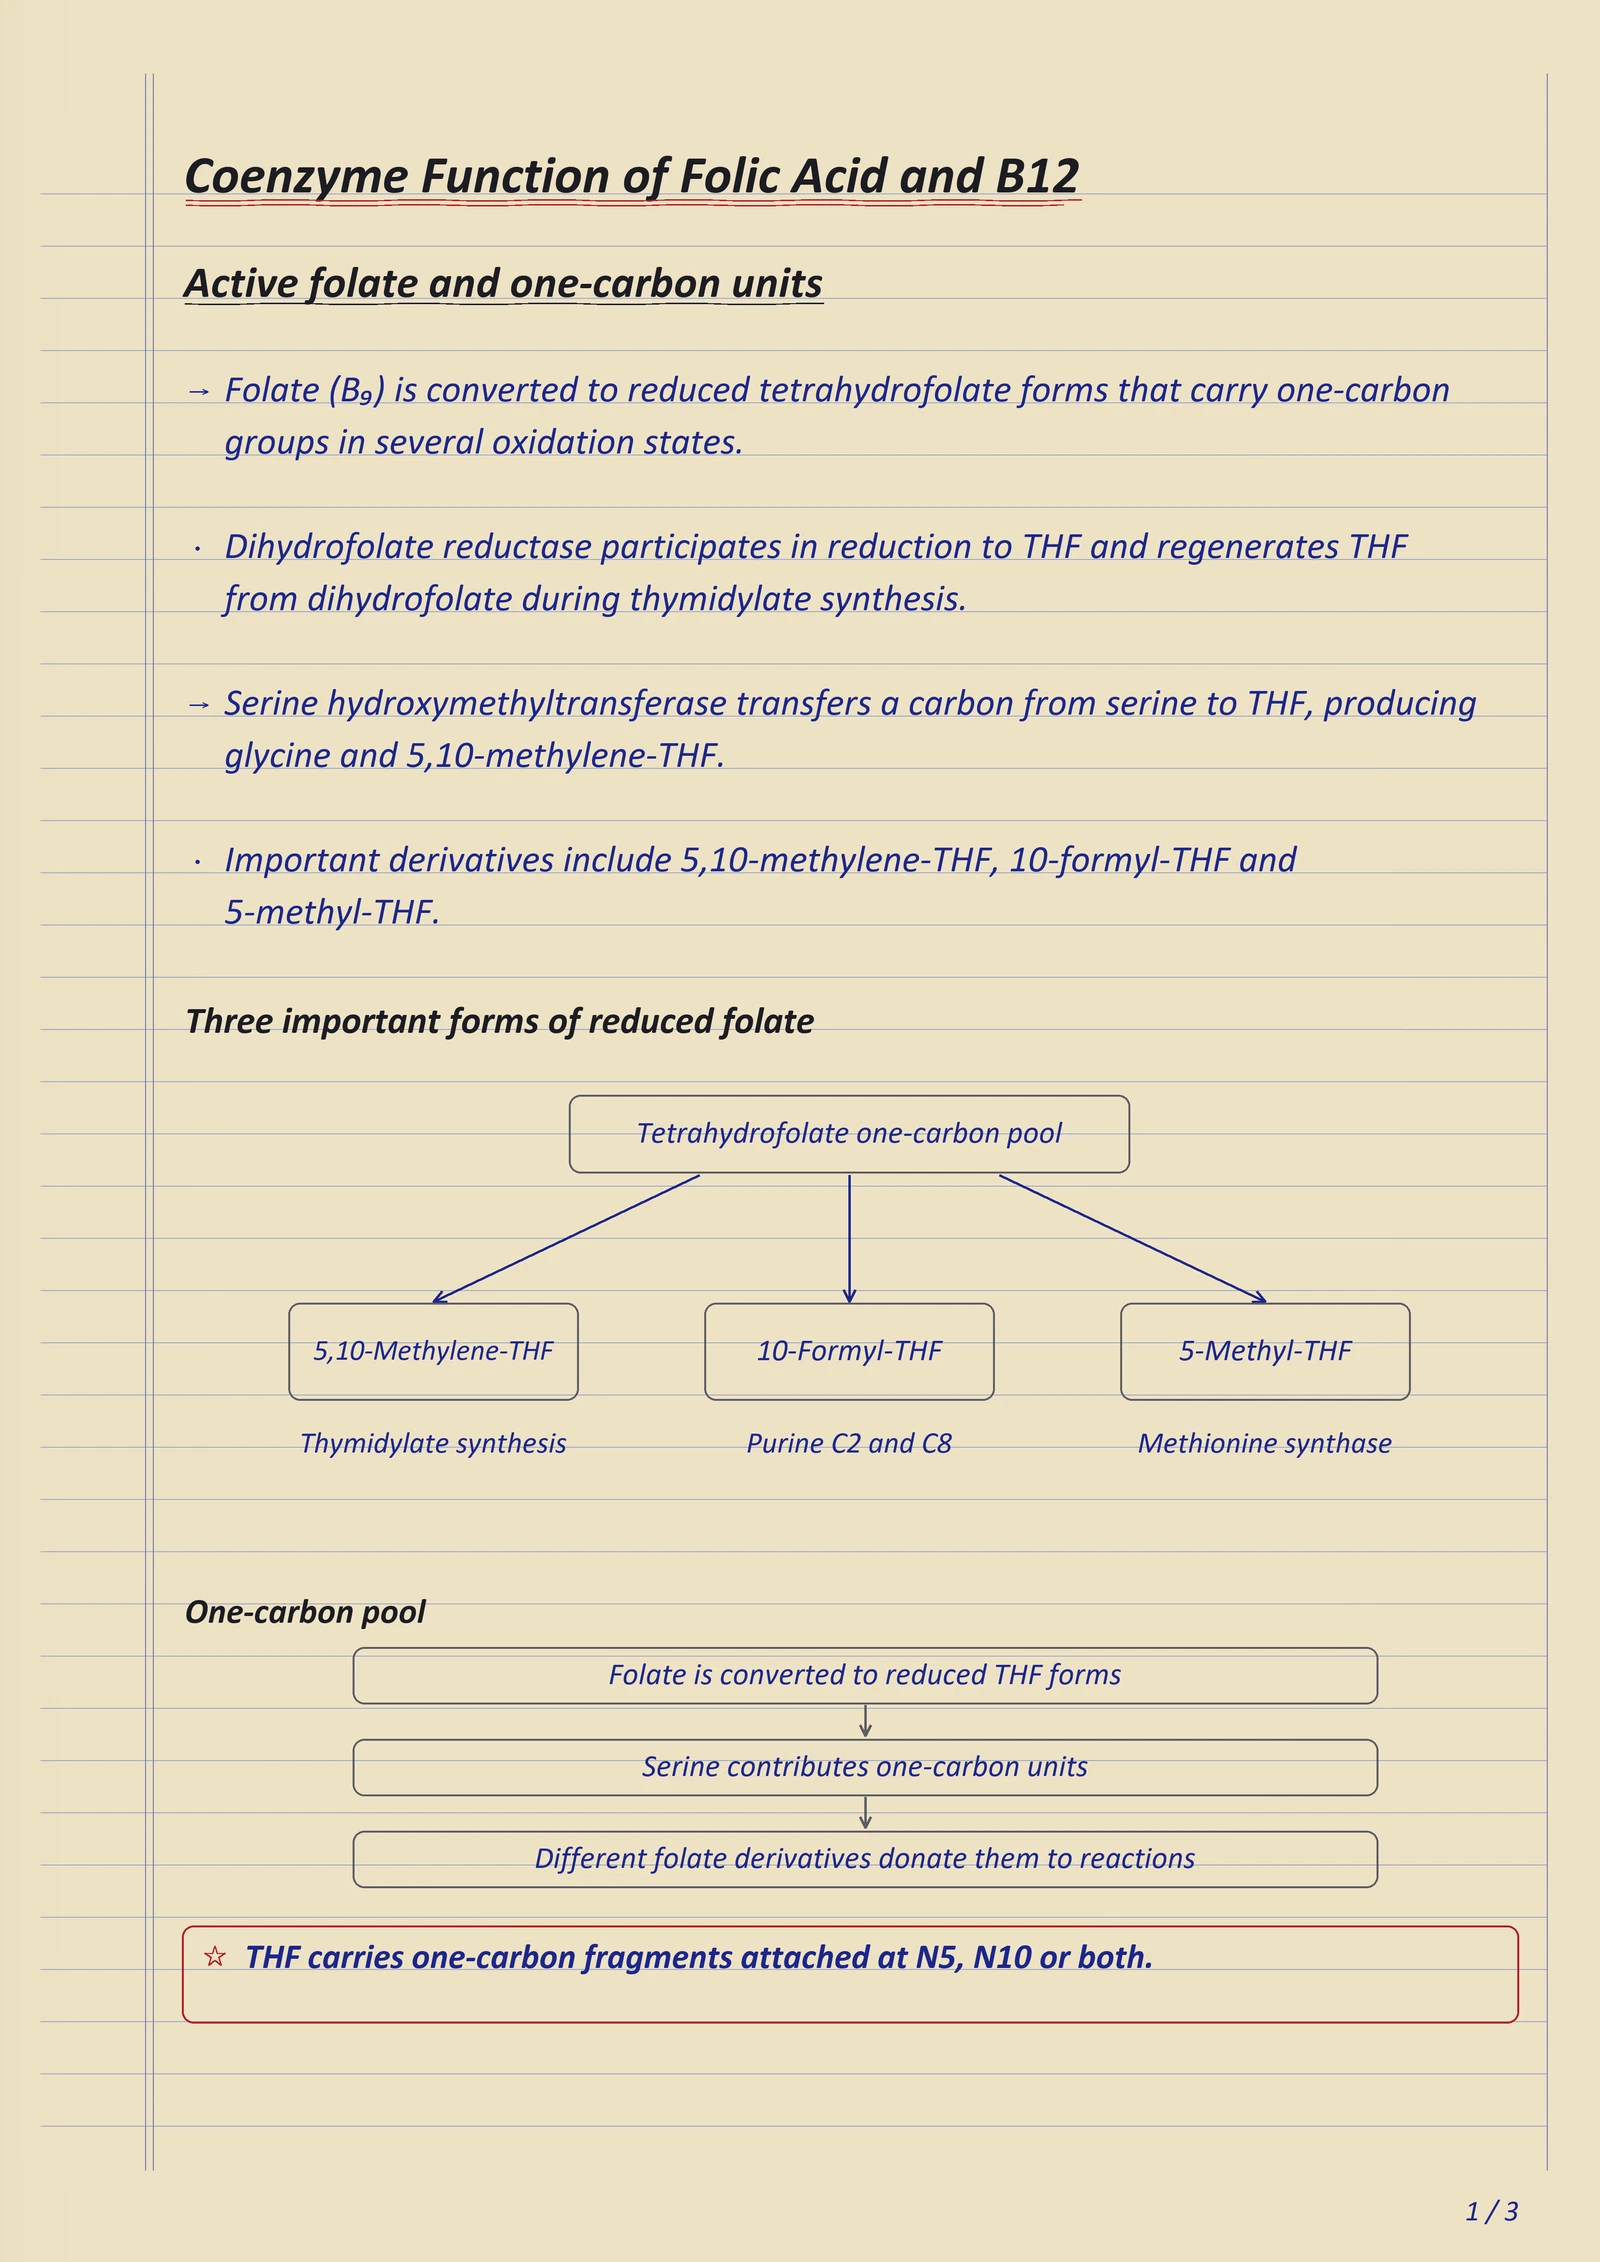 Coenzyme Function of Folic Acid and B12
Active folate and one-carbon units
→ Folate (B₉) is converted to reduced tetrahydrofolate forms that carry one-carbon
groups in several oxidation states.
· Dihydrofolate reductase participates in reduction to THF and regenerates THF
from dihydrofolate during thymidylate synthesis.
→ Serine hydroxymethyltransferase transfers a carbon from serine to THF, producing
glycine and 5,10-methylene-THF.
· Important derivatives include 5,10-methylene-THF, 10-formyl-THF and
5-methyl-THF.
Three important forms of reduced folate
Tetrahydrofolate one-carbon pool
5,10-Methylene-THF 10-Formyl-THF 5-Methyl-THF
Thymidylate synthesis Purine C2 and C8 Methionine synthase
One-carbon pool
Folate is converted to reduced THF forms
Serine contributes one-carbon units
Different folate derivatives donate them to reactions
☆ THF carries one-carbon fragments attached at N5, N10 or both.
1 / 3